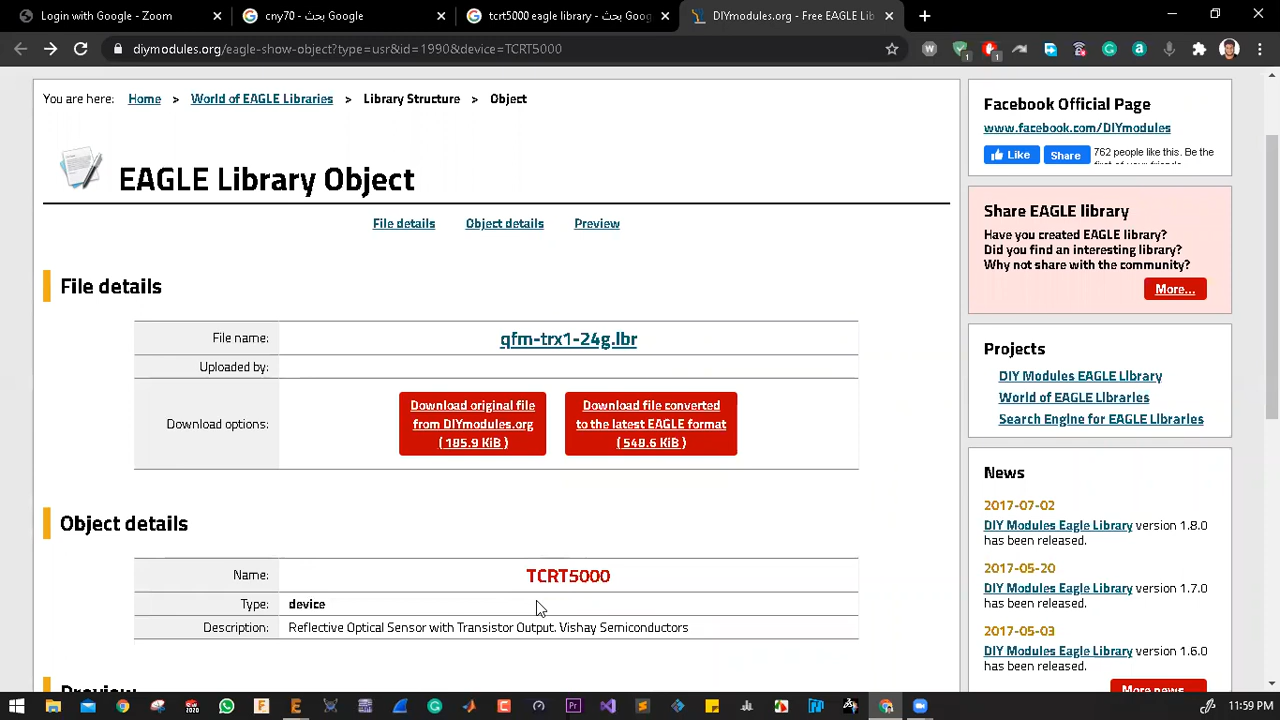 Login with Google - Zoom
cny70 - بحث Google
tcrt5000 eagle library - بحث Goog
DIYmodules.org - Free EAGLE Lib
diymodules.org/eagle-show-object?type=usr&id=1990&device=TCRT5000
You are here: Home > World of EAGLE Libraries > Library Structure > Object
EAGLE Library Object
File details Object details Preview
File details
File name: qfm-trx1-24g.lbr
Uploaded by:
Download options:
Download original file
from DIYmodules.org
( 185.9 KiB )
Download file converted
to the latest EAGLE format
( 548.6 KiB )
Object details
Name: TCRT5000
Type: device
Description: Reflective Optical Sensor with Transistor Output. Vishay Semiconductors
Preview
Facebook Official Page
www.facebook.com/DIYmodules
Like Share 762 people like this. Be the
first of your friends.
Share EAGLE library
Have you created EAGLE library?
Did you find an interesting library?
Why not share with the community?
More...
Projects
DIY Modules EAGLE Library
World of EAGLE Libraries
Search Engine for EAGLE Libraries
News
2017-07-02
DIY Modules Eagle Library version 1.8.0
has been released.
2017-05-20
DIY Modules Eagle Library version 1.7.0
has been released.
2017-05-03
DIY Modules Eagle Library version 1.6.0
has been released.
More news...
11:59 PM